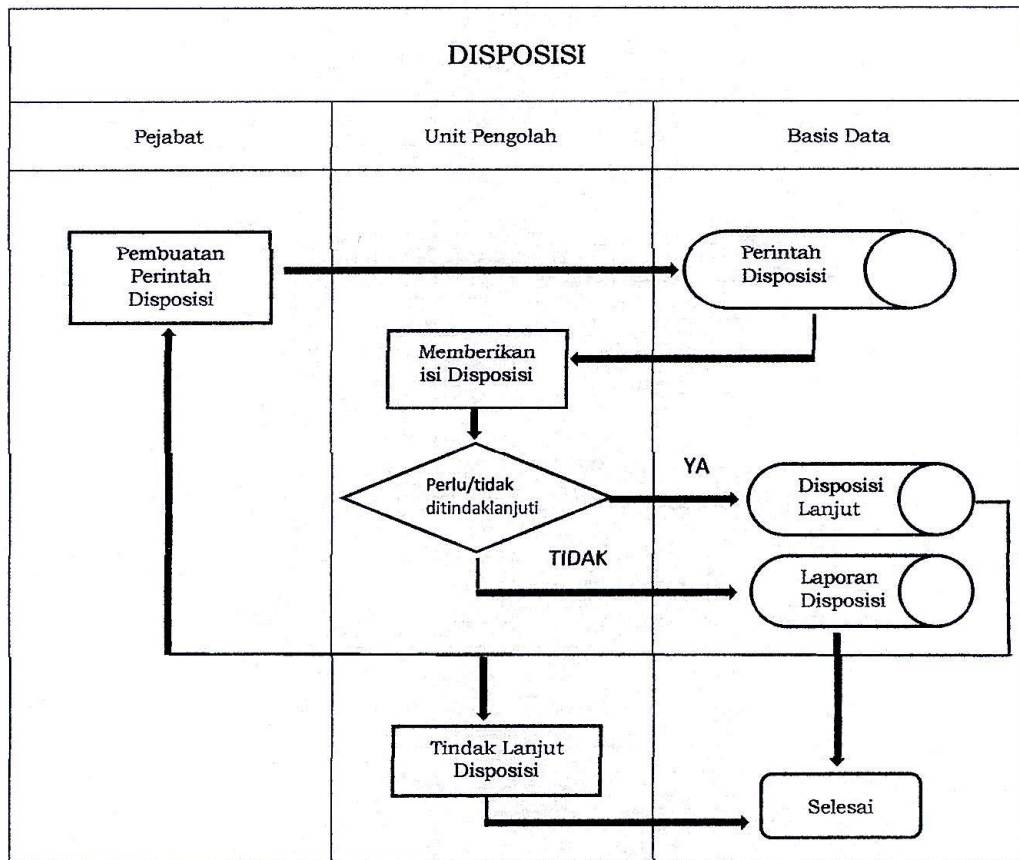 DISPOSISI
Pejabat
Unit Pengolah
Basis Data
Pembuatan
Perintah
Disposisi
Perintah
Disposisi
Memberikan
isi Disposisi
Perlu/tidak
ditindaklanjuti
YA
Disposisi
Lanjut
TIDAK
Laporan
Disposisi
Tindak Lanjut
Disposisi
Selesai